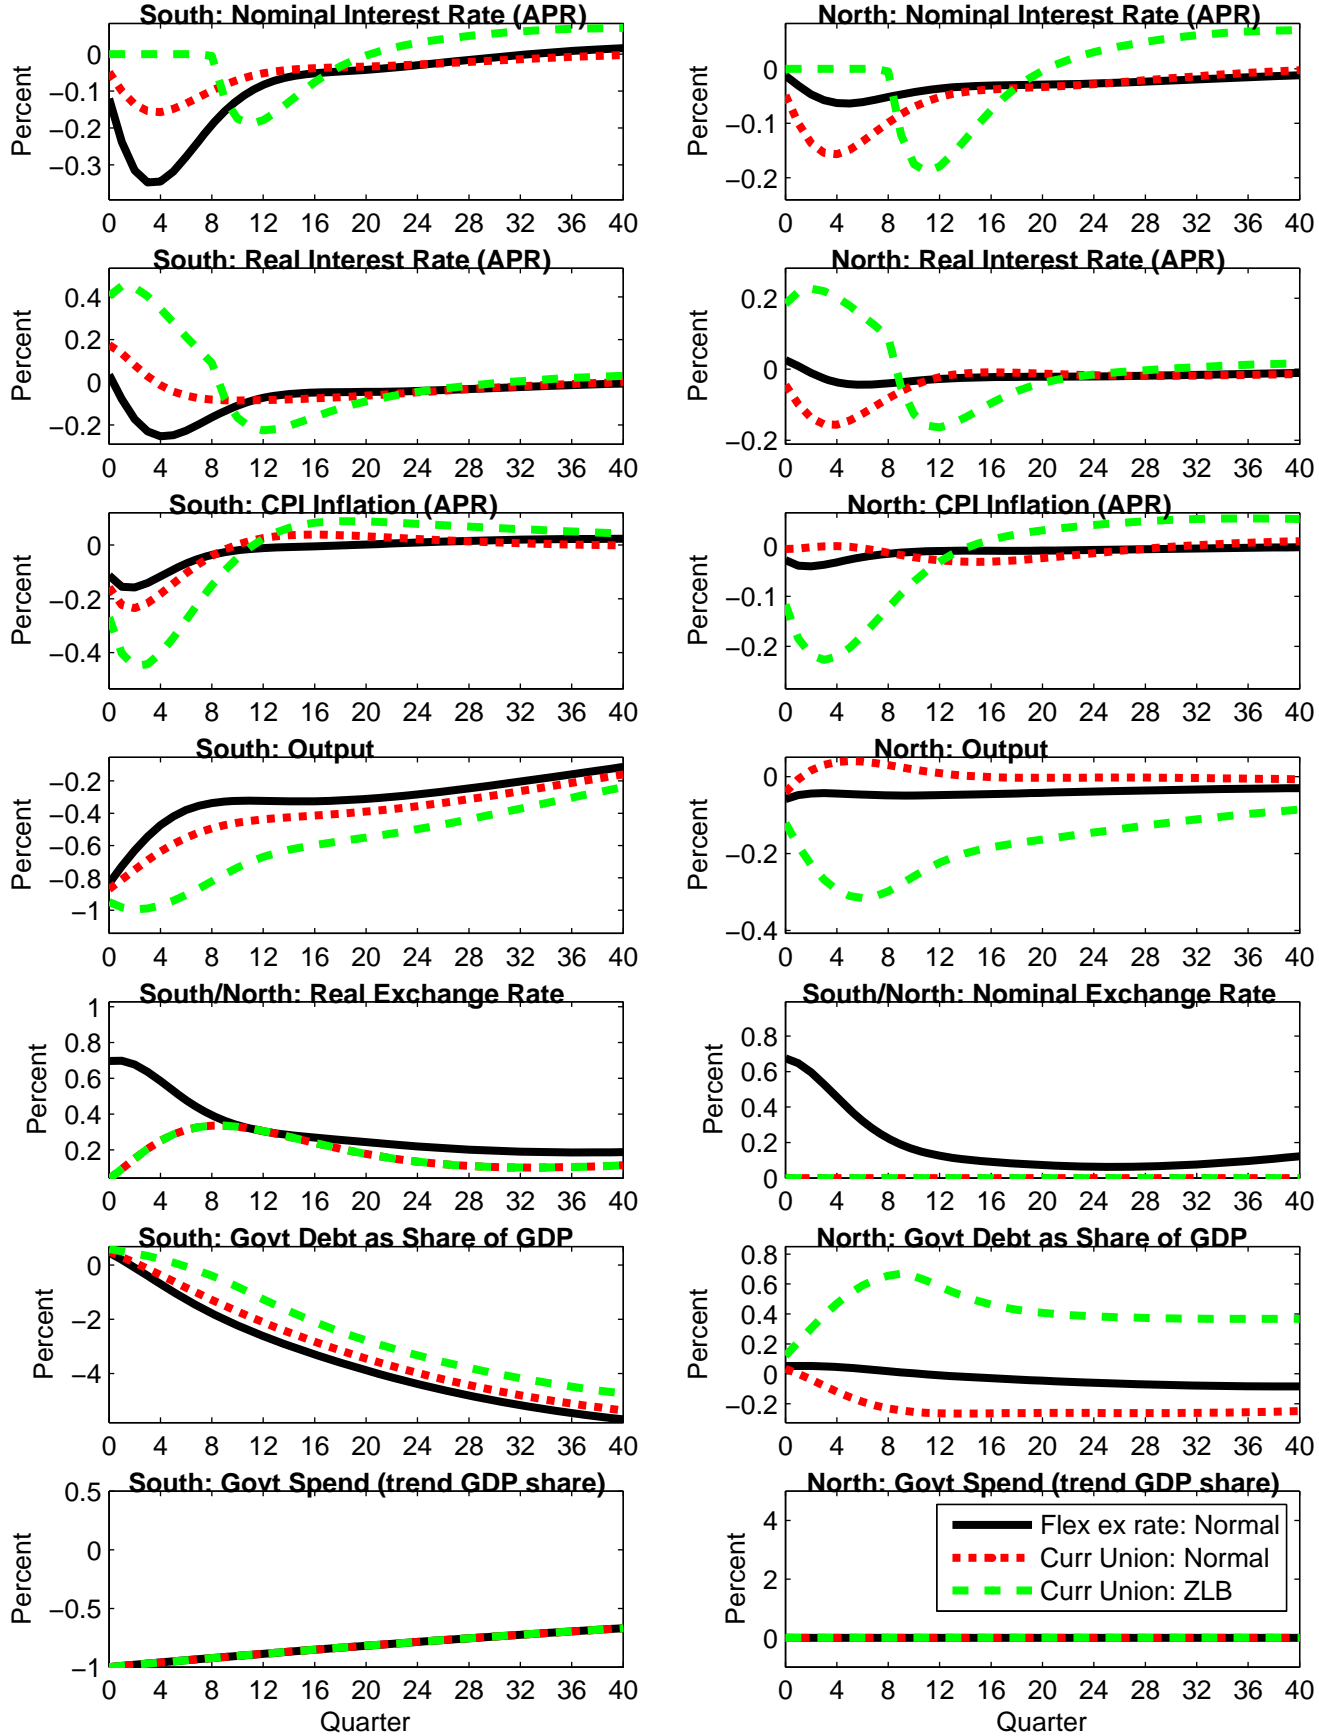 South: Nominal Interest Rate (APR)
Percent
0
−0.1
−0.2
−0.3
0 4 8 12 16 20 24 28 32 36 40
North: Nominal Interest Rate (APR)
Percent
0
−0.1
−0.2
0 4 8 12 16 20 24 28 32 36 40
South: Real Interest Rate (APR)
Percent
0.4
0.2
0
−0.2
0 4 8 12 16 20 24 28 32 36 40
North: Real Interest Rate (APR)
Percent
0.2
0
−0.2
0 4 8 12 16 20 24 28 32 36 40
South: CPI Inflation (APR)
Percent
0
−0.2
−0.4
0 4 8 12 16 20 24 28 32 36 40
North: CPI Inflation (APR)
Percent
0
−0.1
−0.2
0 4 8 12 16 20 24 28 32 36 40
South: Output
Percent
−0.2
−0.4
−0.6
−0.8
−1
0 4 8 12 16 20 24 28 32 36 40
North: Output
Percent
0
−0.2
−0.4
0 4 8 12 16 20 24 28 32 36 40
South/North: Real Exchange Rate
Percent
1
0.8
0.6
0.4
0.2
0 4 8 12 16 20 24 28 32 36 40
South/North: Nominal Exchange Rate
Percent
0.8
0.6
0.4
0.2
0
0 4 8 12 16 20 24 28 32 36 40
South: Govt Debt as Share of GDP
Percent
0
−2
−4
0 4 8 12 16 20 24 28 32 36 40
North: Govt Debt as Share of GDP
Percent
0.8
0.6
0.4
0.2
0
−0.2
0 4 8 12 16 20 24 28 32 36 40
South: Govt Spend (trend GDP share)
Percent
0.5
0
−0.5
−1
0 4 8 12 16 20 24 28 32 36 40
Quarter
North: Govt Spend (trend GDP share)
Percent
4
2
0
Flex ex rate: Normal
Curr Union: Normal
Curr Union: ZLB
0 4 8 12 16 20 24 28 32 36 40
Quarter